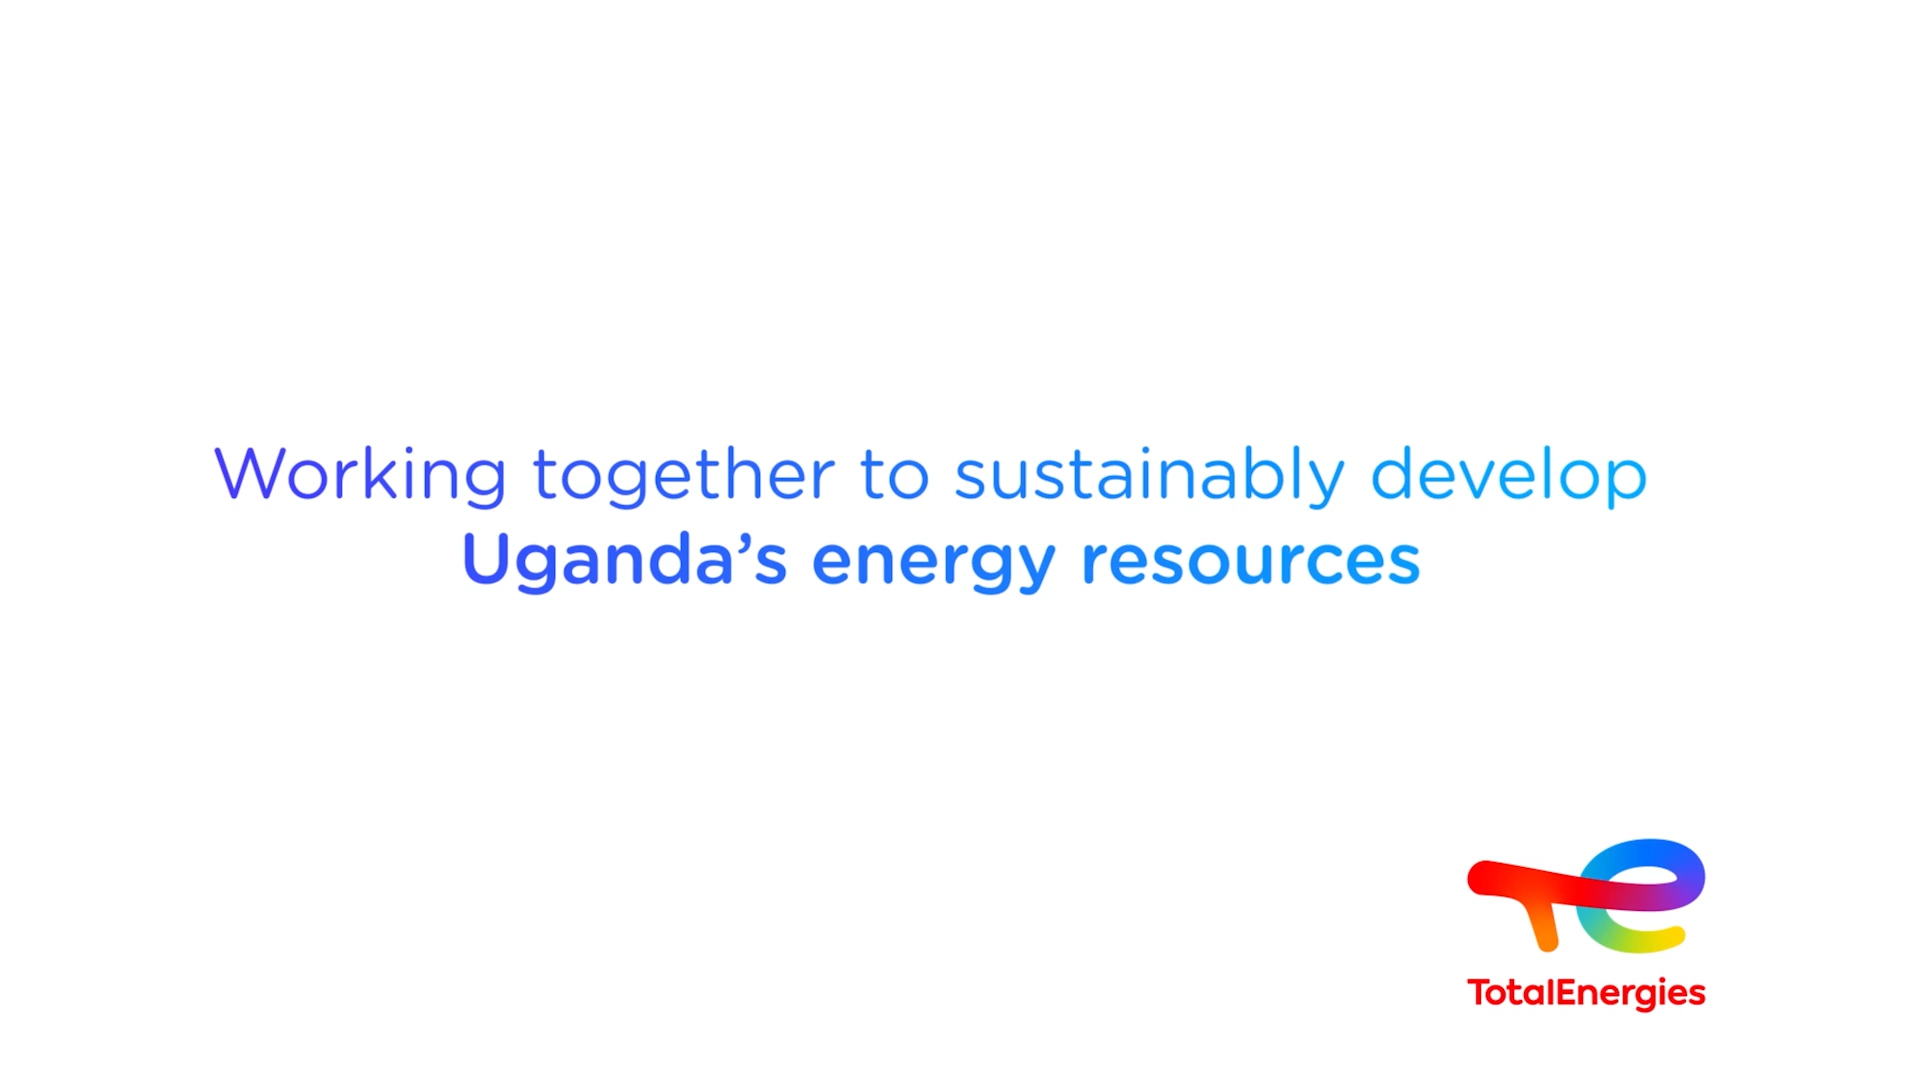 Working together to sustainably develop
Uganda’s energy resources
TotalEnergies